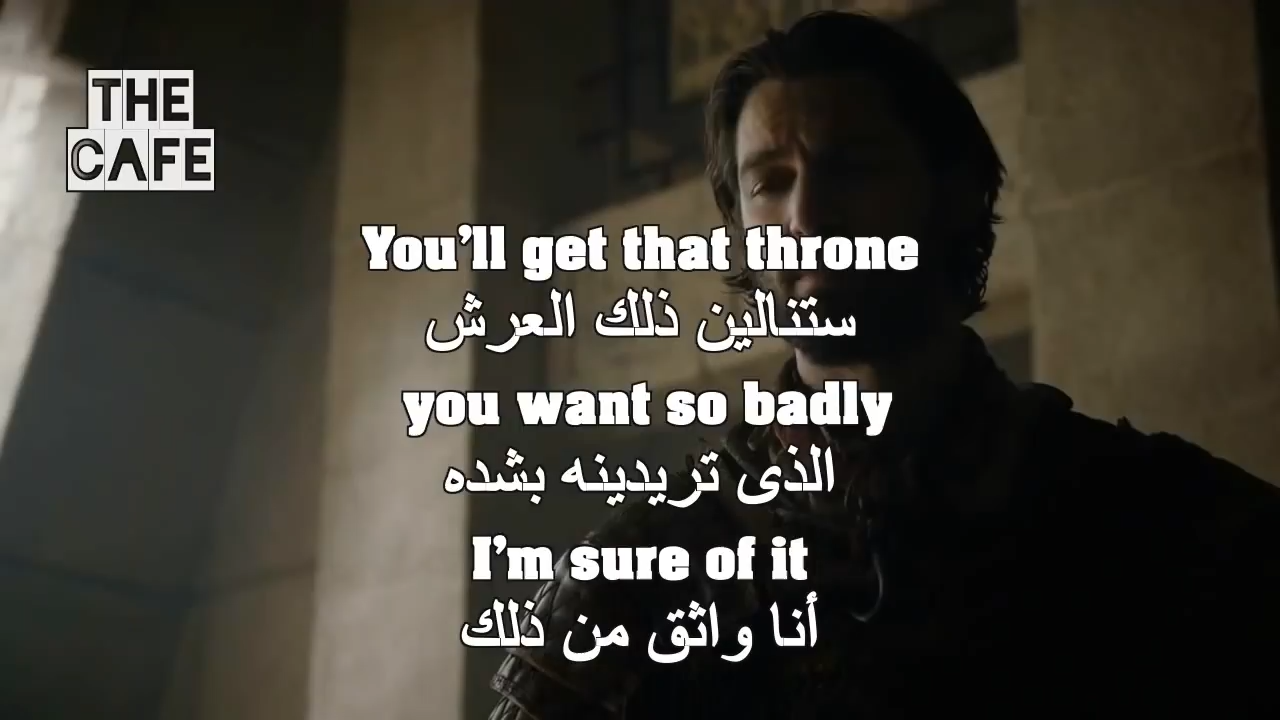 THE
CAFE
You'll get that throne
ستنالين ذلك العرش
you want so badly
الذى تريدينه بشده
I'm sure of it
أنا واثق من ذلك